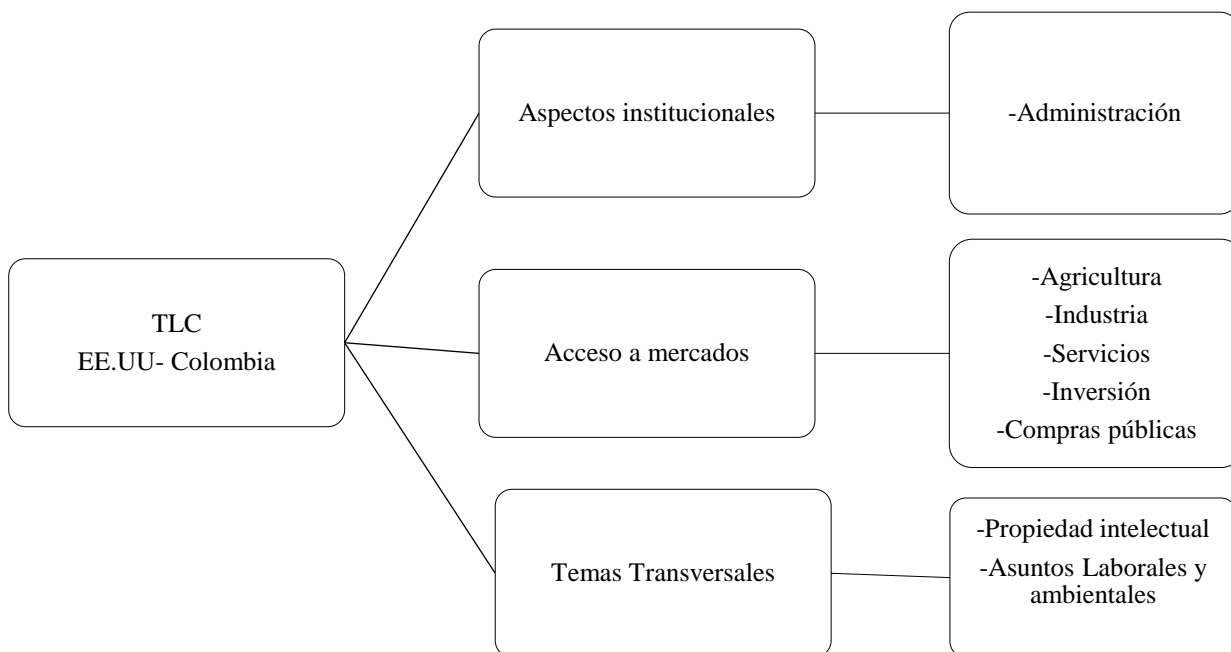 TLC
EE.UU- Colombia
Aspectos institucionales
-Administración
Acceso a mercados
-Agricultura
-Industria
-Servicios
-Inversión
-Compras públicas
Temas Transversales
-Propiedad intelectual
-Asuntos Laborales y
ambientales